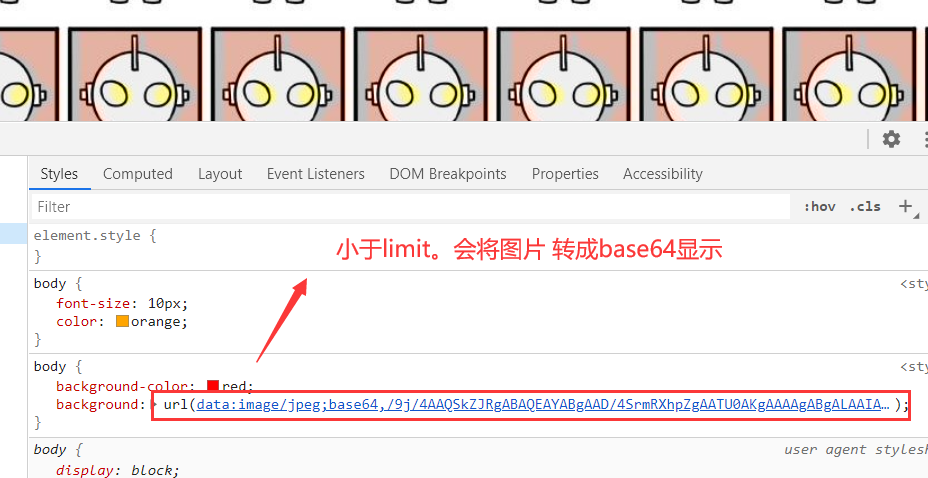 Styles Computed Layout Event Listeners DOM Breakpoints Properties Accessibility
Filter :hov .cls +
element.style {
}
小于limit。会将图片 转成base64显示
body { <sty
font-size: 10px;
color: orange;
}
body { <sty
background-color: red;
background: url(data:image/jpeg;base64,/9j/4AAQSkZJRgABAQEAYABgAAD/4SrmRXhpZgAATU0AKgAAAAgABgALAAIA… );
}
body { user agent stylesh
display: block;